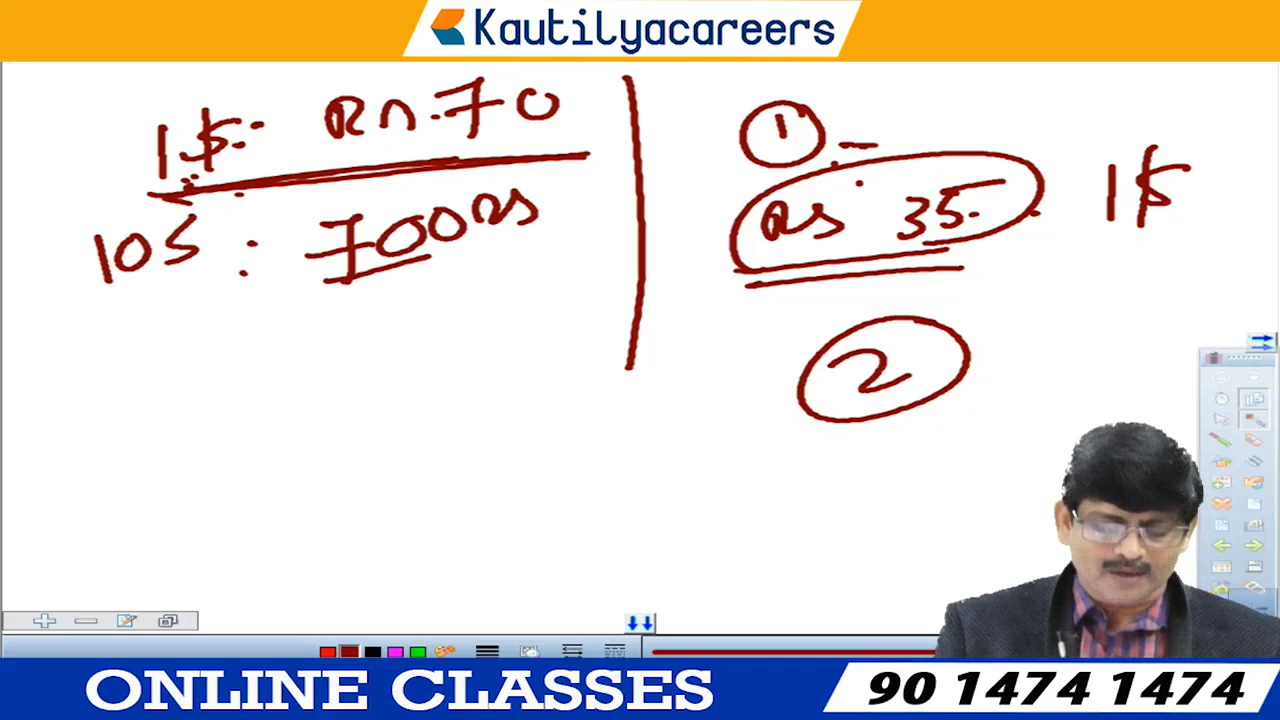 Kautilyacareers
1$: Rs.70
10$ : 700Rs
1
Rs 35. 1$
2
ONLINE CLASSES
90 1474 1474